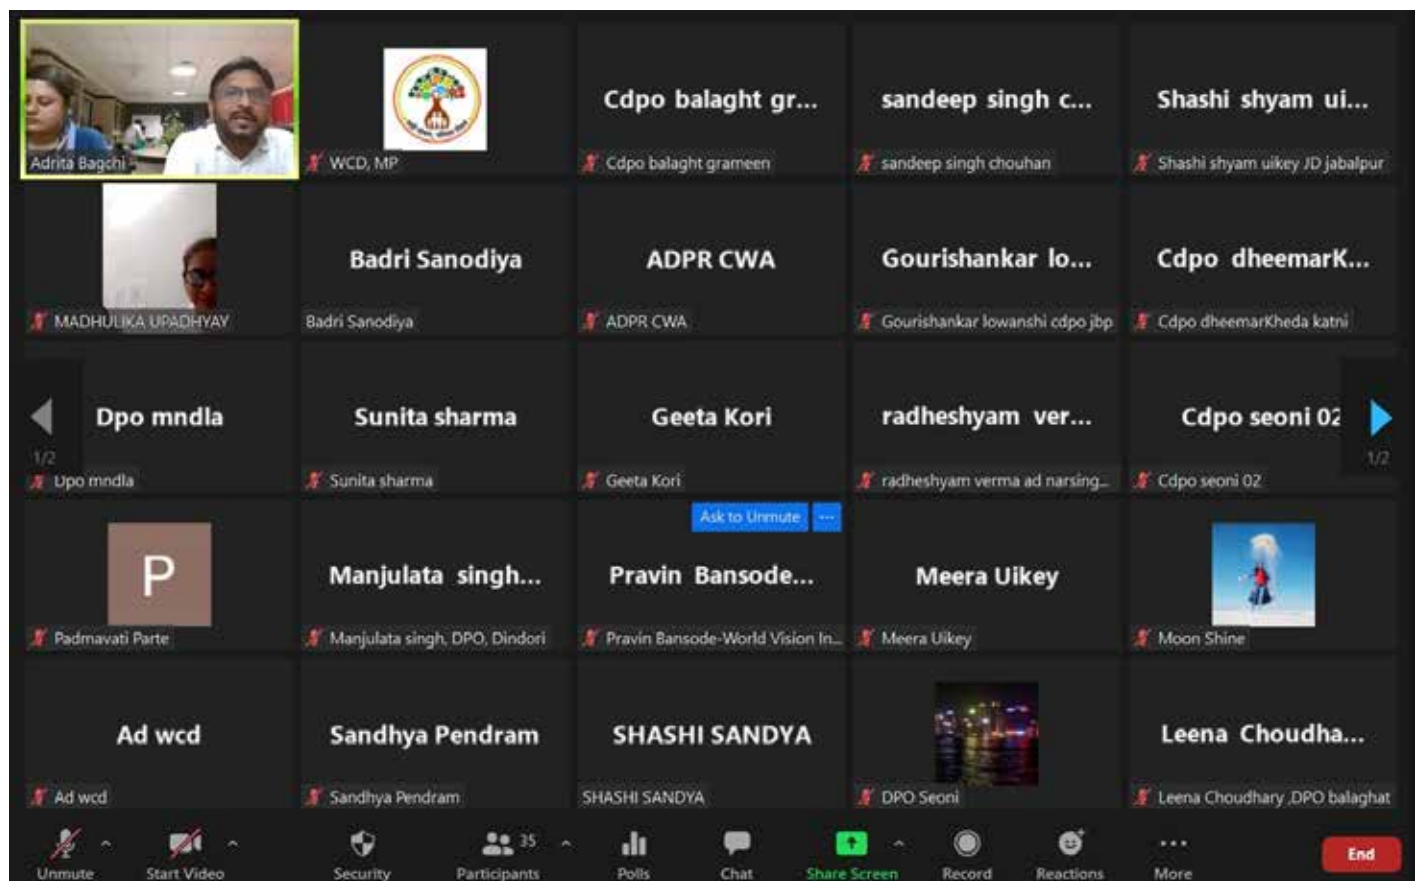 Adrita Bagchi
WCD, MP
Cdpo balaght gr...
Cdpo balaght grameen
sandeep singh c...
sandeep singh chouhan
Shashi shyam ui...
Shashi shyam uikey JD jabalpur
MADHULIKA UPADHYAY
Badri Sanodiya
Badri Sanodiya
ADPR CWA
ADPR CWA
Gourishankar lo...
Gourishankar lowanshi cdpo jbp
Cdpo dheemarK...
Cdpo dheemarKheda katni
1/2
Dpo mndla
Dpo mndla
Sunita sharma
Sunita sharma
Geeta Kori
Geeta Kori
radheshyam ver...
radheshyam verma ad narsing...
Cdpo seoni 02
Cdpo seoni 02
1/2
P
Padmavati Parte
Manjulata singh...
Manjulata singh, DPO, Dindori
Ask to Unmute ...
Pravin Bansode...
Pravin Bansode-World Vision In...
Meera Uikey
Meera Uikey
Moon Shine
Ad wcd
Ad wcd
Sandhya Pendram
Sandhya Pendram
SHASHI SANDYA
SHASHI SANDYA
DPO Seoni
Leena Choudha...
Leena Choudhary ,DPO balaghat
Unmute
Start Video
Security
35
Participants
Polls
Chat
Share Screen
Record
Reactions
More
End